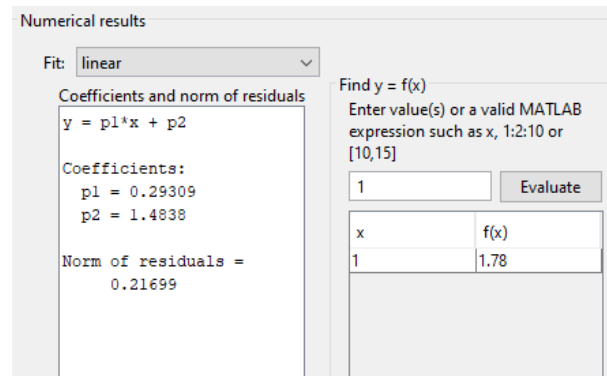 Numerical results
Fit: linear
Coefficients and norm of residuals
y = p1*x + p2
Coefficients:
p1 = 0.29309
p2 = 1.4838
Norm of residuals =
0.21699
Find y = f(x)
Enter value(s) or a valid MATLAB
expression such as x, 1:2:10 or
[10,15]
1 Evaluate
x f(x)
1 1.78